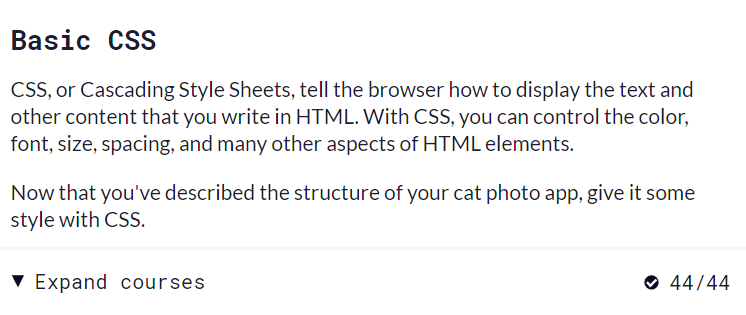 Basic CSS
CSS, or Cascading Style Sheets, tell the browser how to display the text and
other content that you write in HTML. With CSS, you can control the color,
font, size, spacing, and many other aspects of HTML elements.
Now that you've described the structure of your cat photo app, give it some
style with CSS.
Expand courses 44/44